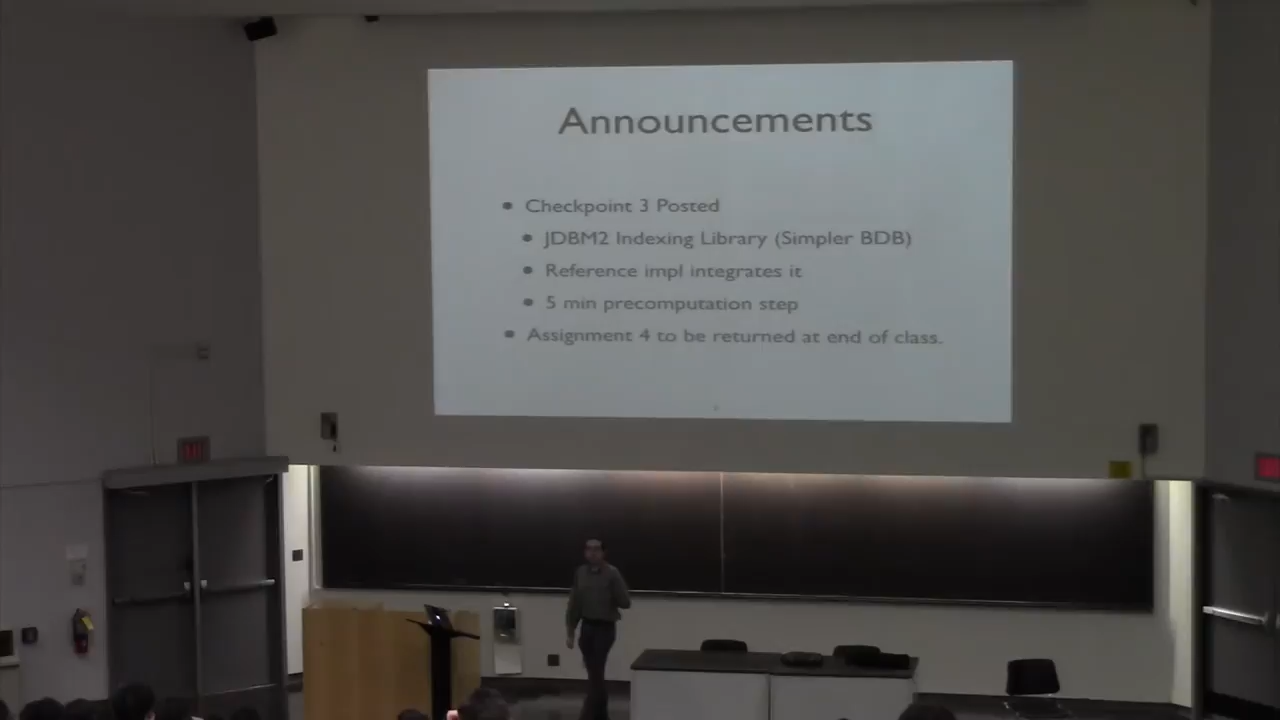 Announcements
Checkpoint 3 Posted
JDBM2 Indexing Library (Simpler BDB)
Reference impl integrates it
5 min precomputation step
Assignment 4 to be returned at end of class.